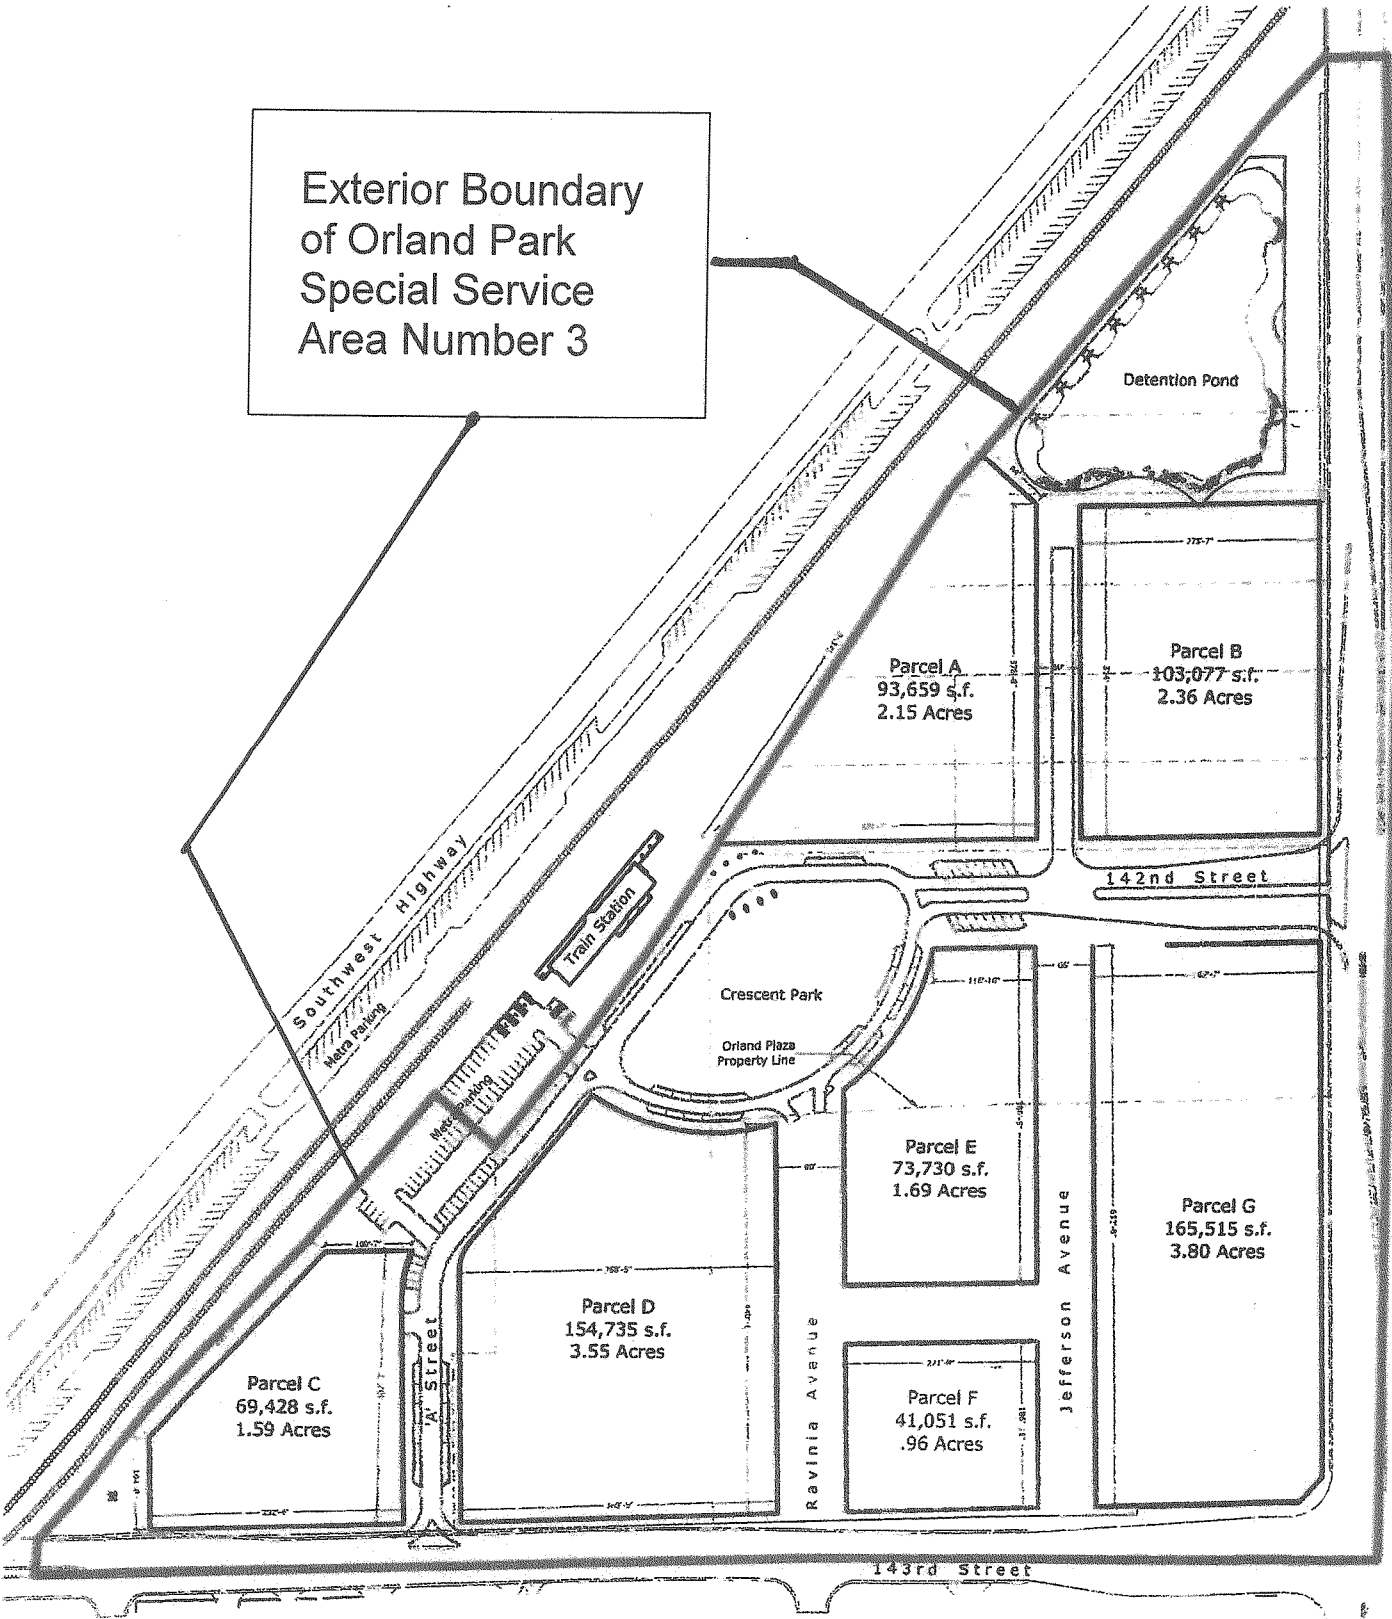 Exterior Boundary
of Orland Park
Special Service
Area Number 3
Detention Pond
275'-7"
Parcel A
93,659 s.f.
2.15 Acres
Parcel B
103,077 s.f.
2.36 Acres
Southwest Highway
Metra Parking
Train Station
142nd Street
Crescent Park
Orland Plaza
Property Line
Metra Parking
Parcel E
73,730 s.f.
1.69 Acres
Parcel G
165,515 s.f.
3.80 Acres
Parcel D
154,735 s.f.
3.55 Acres
Parcel C
69,428 s.f.
1.59 Acres
'A' Street
Ravinia Avenue
Parcel F
41,051 s.f.
.96 Acres
Jefferson Avenue
143rd Street